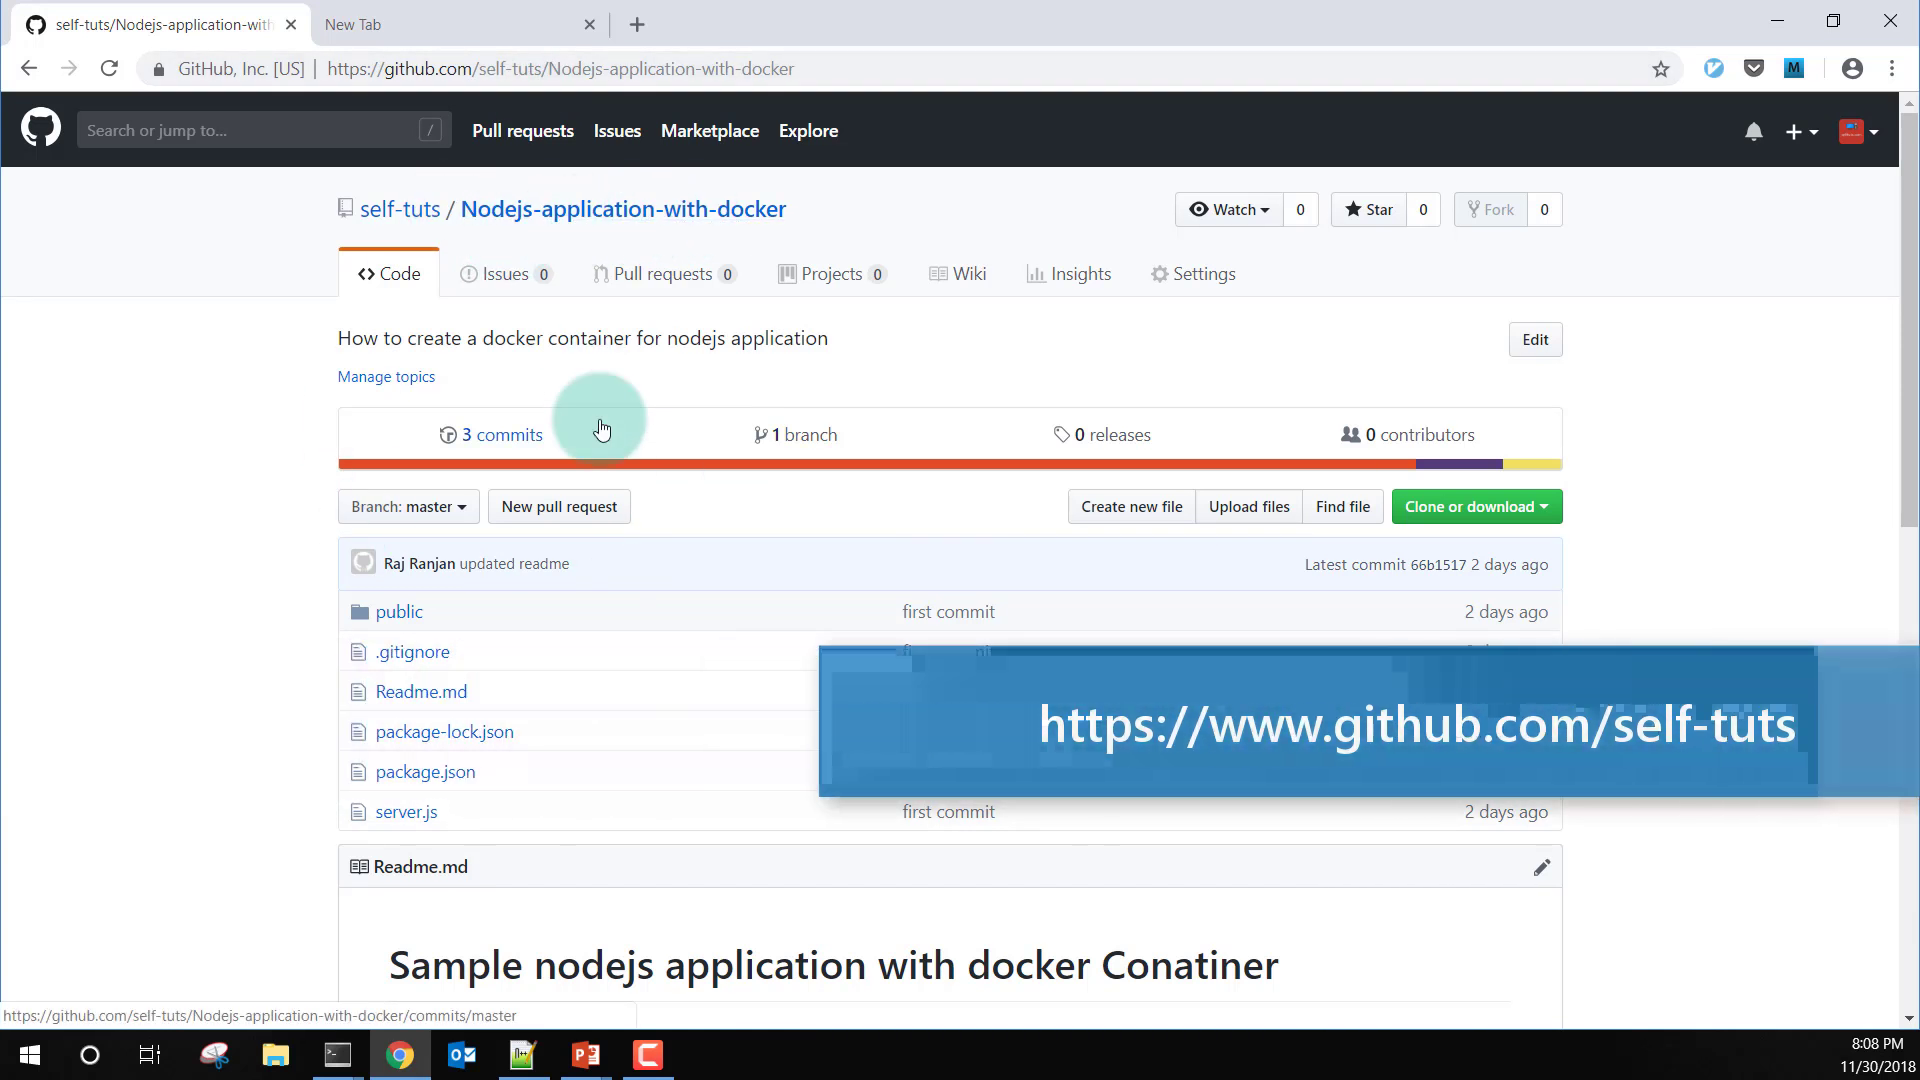 self-tuts/Nodejs-application-with
New Tab
GitHub, Inc. [US] | https://github.com/self-tuts/Nodejs-application-with-docker
M
Search or jump to... /
Pull requests Issues Marketplace Explore
self-tuts / Nodejs-application-with-docker
Watch 0 Star 0 Fork 0
Code Issues 0 Pull requests 0 Projects 0 Wiki Insights Settings
How to create a docker container for nodejs application
Edit
Manage topics
3 commits 1 branch 0 releases 0 contributors
Branch: master New pull request Create new file Upload files Find file Clone or download
Raj Ranjan updated readme Latest commit 66b1517 2 days ago
public first commit 2 days ago
.gitignore
Readme.md
package-lock.json
package.json
server.js first commit 2 days ago
https://www.github.com/self-tuts
Readme.md
Sample nodejs application with docker Conatiner
https://github.com/self-tuts/Nodejs-application-with-docker/commits/master
8:08 PM
11/30/2018